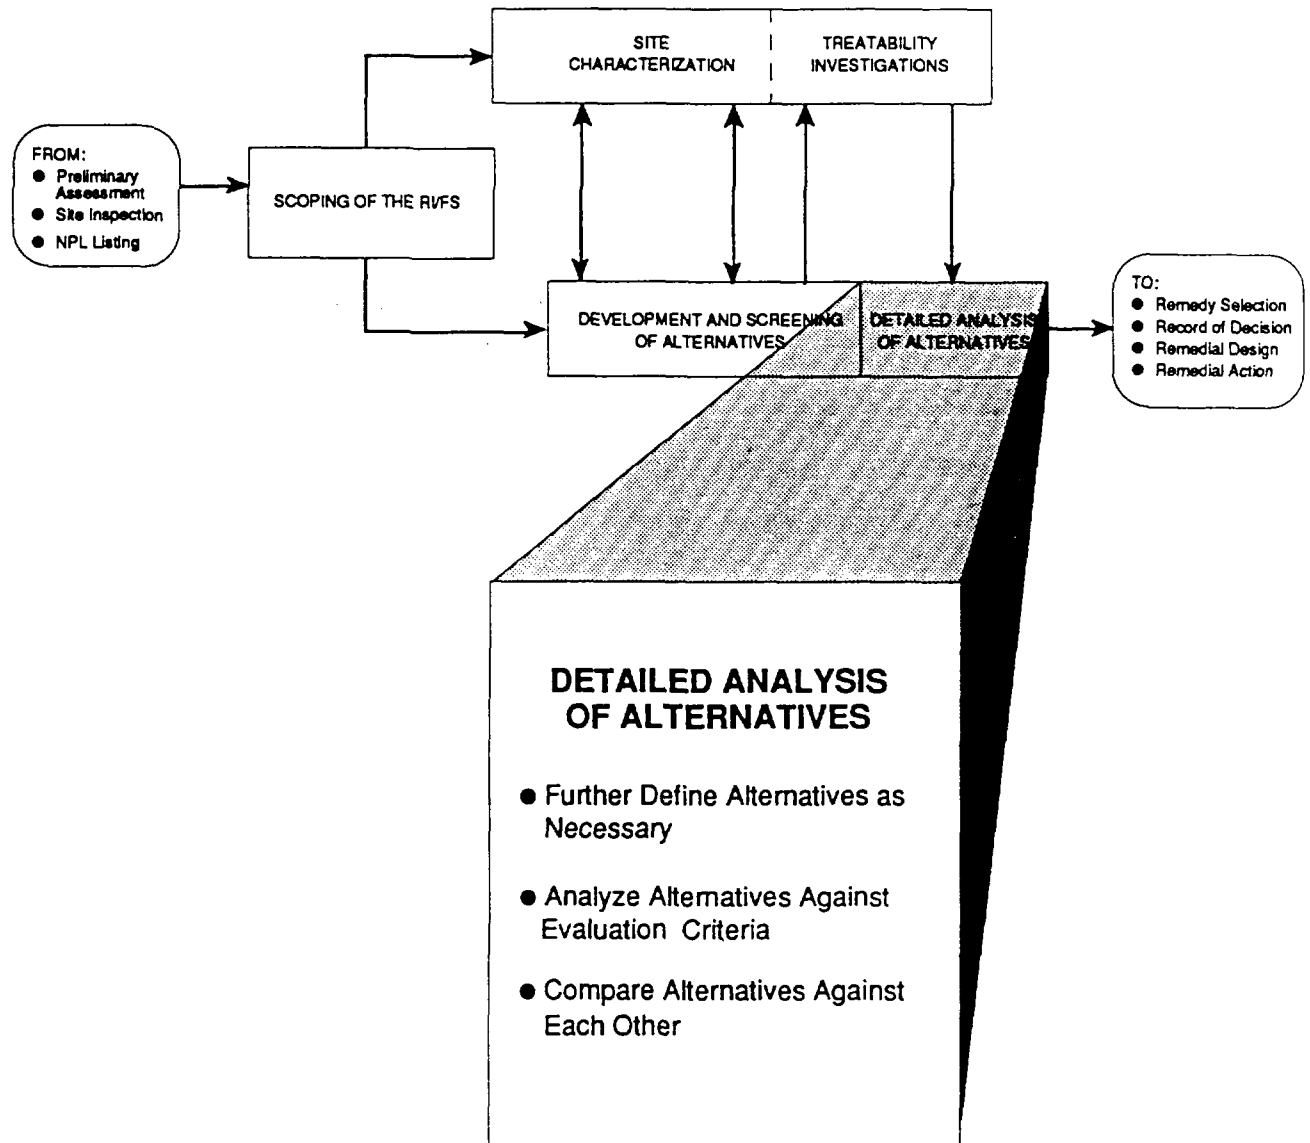 SITE
CHARACTERIZATION
TREATABILITY
INVESTIGATIONS
FROM:
● Preliminary
Assessment
● Site Inspection
● NPL Listing
SCOPING OF THE RI/FS
DEVELOPMENT AND SCREENING
OF ALTERNATIVES
DETAILED ANALYSIS
OF ALTERNATIVES
TO:
● Remedy Selection
● Record of Decision
● Remedial Design
● Remedial Action
DETAILED ANALYSIS
OF ALTERNATIVES
● Further Define Alternatives as
Necessary
● Analyze Alternatives Against
Evaluation Criteria
● Compare Alternatives Against
Each Other